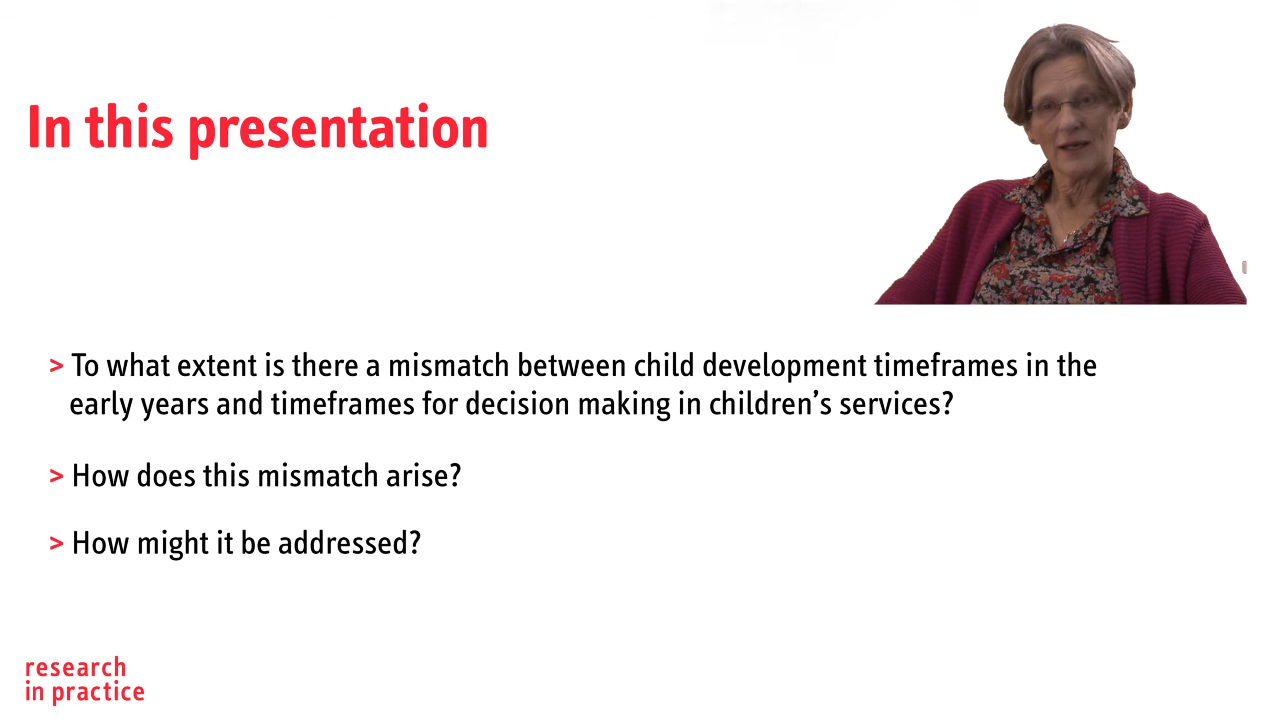 In this presentation
> To what extent is there a mismatch between child development timeframes in the
early years and timeframes for decision making in children’s services?
> How does this mismatch arise?
> How might it be addressed?
research
in practice